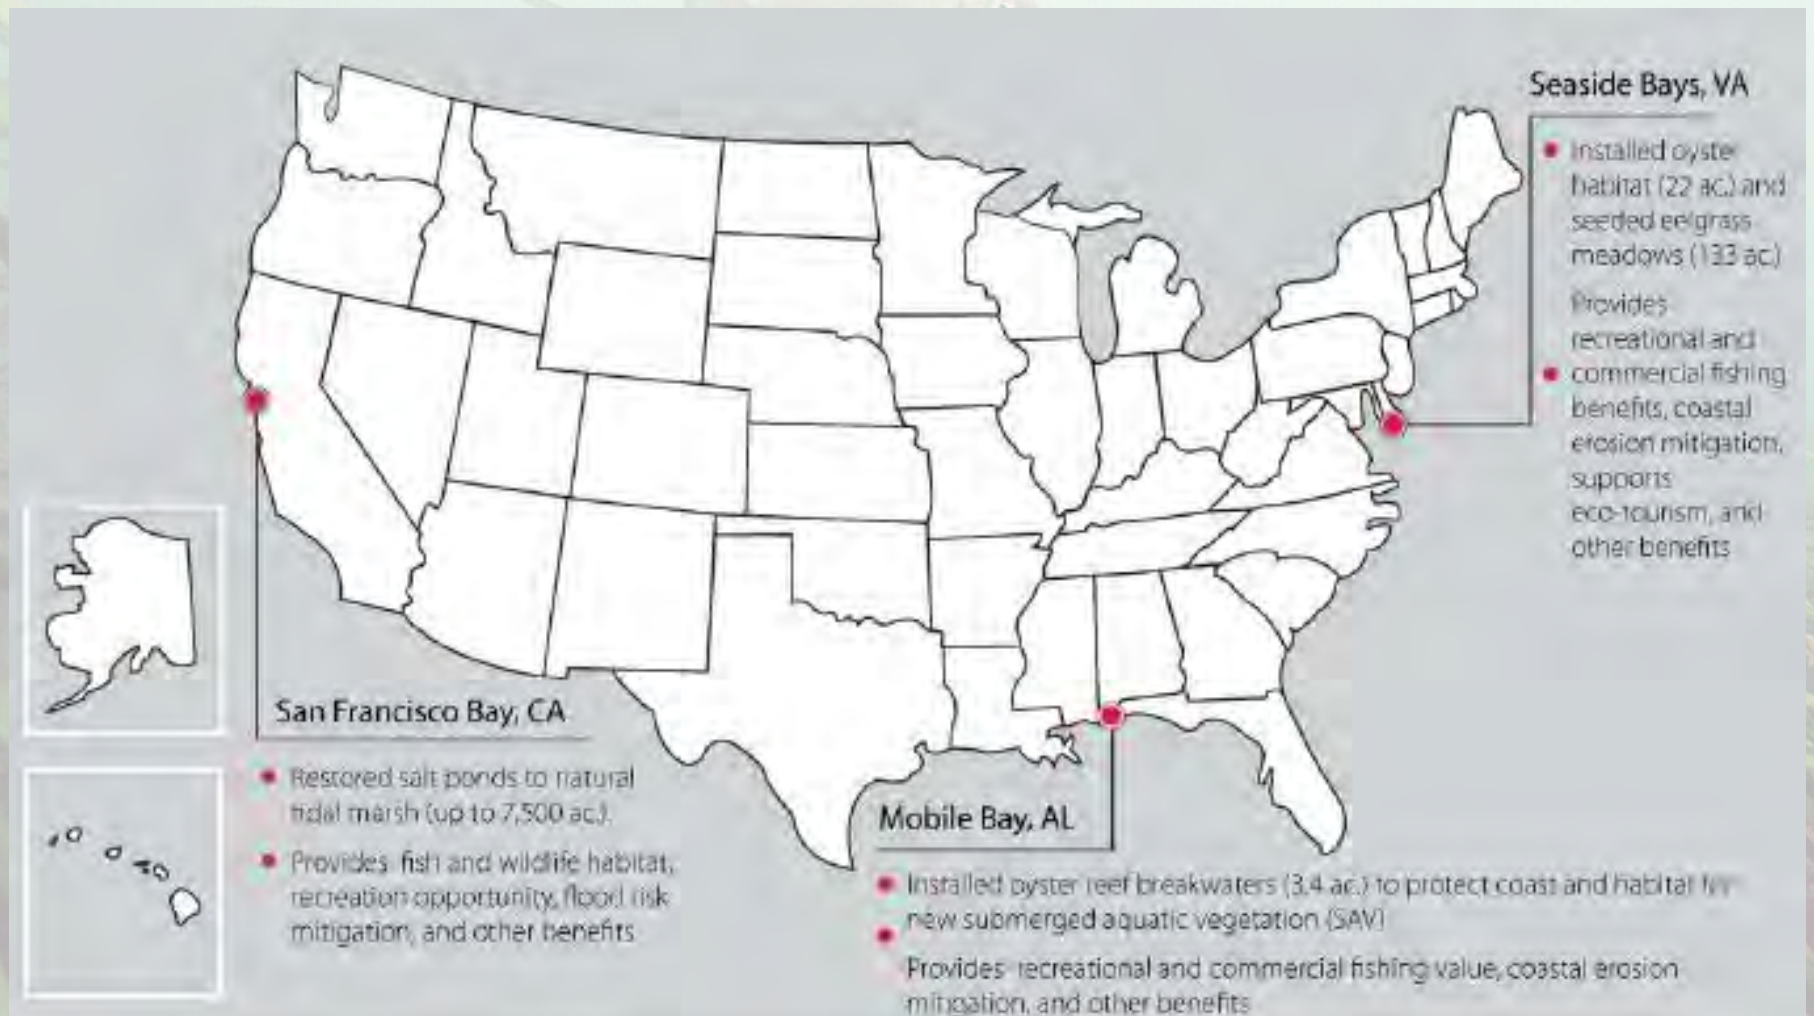 Seaside Bays, VA
Installed oyster
habitat (22 ac.) and
seeded eelgrass
meadows (133 ac.)
Provides
recreational and
commercial fishing
benefits, coastal
erosion mitigation,
supports
eco-tourism, and
other benefits
San Francisco Bay, CA
Restored salt ponds to natural
tidal marsh (up to 7,500 ac.).
Provides fish and wildlife habitat,
recreation opportunity, flood risk
mitigation, and other benefits
Mobile Bay, AL
Installed oyster reef breakwaters (3.4 ac.) to protect coast and habitat for
new submerged aquatic vegetation (SAV)
Provides recreational and commercial fishing value, coastal erosion
mitigation, and other benefits